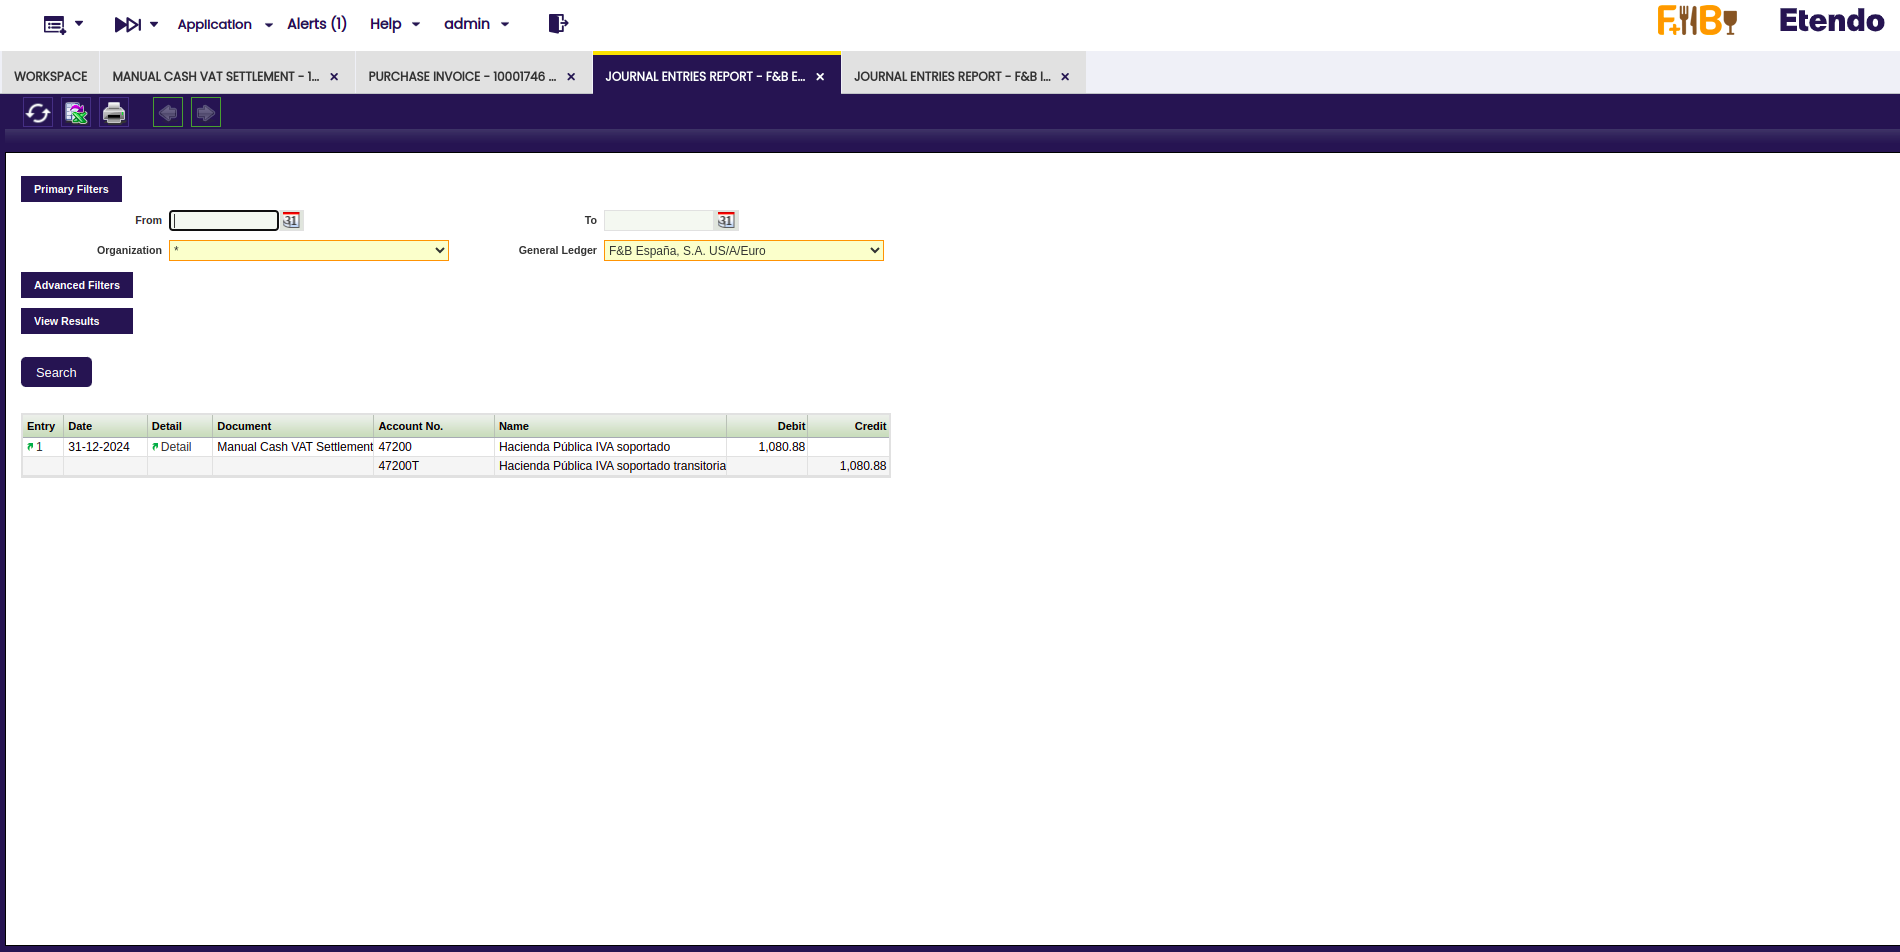 Application Alerts (1) Help admin F+B Etendo
WORKSPACE MANUAL CASH VAT SETTLEMENT - 1... × PURCHASE INVOICE - 10001746 ... × JOURNAL ENTRIES REPORT - F&B E... × JOURNAL ENTRIES REPORT - F&B I... ×
Primary Filters
From 31 To 31
Organization * General Ledger F&B España, S.A. US/A/Euro
Advanced Filters
View Results
Search
Entry Date Detail Document Account No. Name Debit Credit
1 31-12-2024 Detail Manual Cash VAT Settlement 47200 Hacienda Pública IVA soportado 1,080.88
47200T Hacienda Pública IVA soportado transitoria 1,080.88